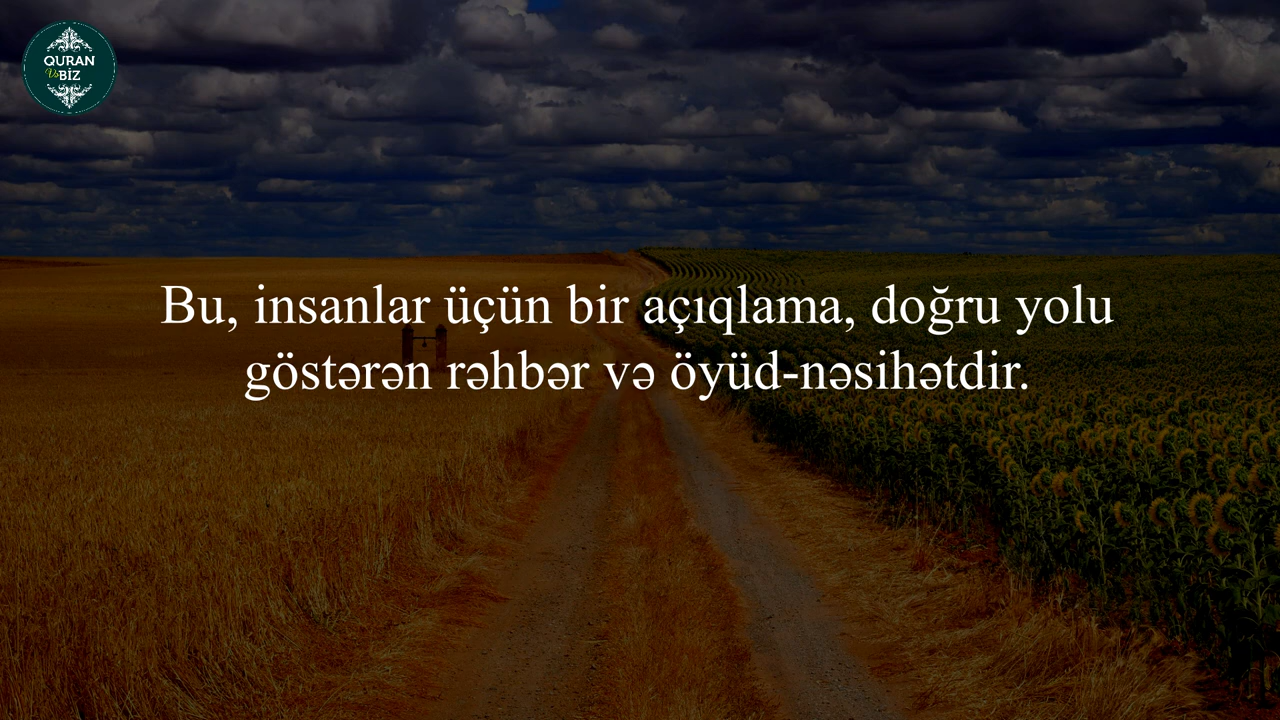 QURAN
Və BİZ
Bu, insanlar üçün bir açıqlama, doğru yolu
göstərən rəhbər və öyüd-nəsihətdir.